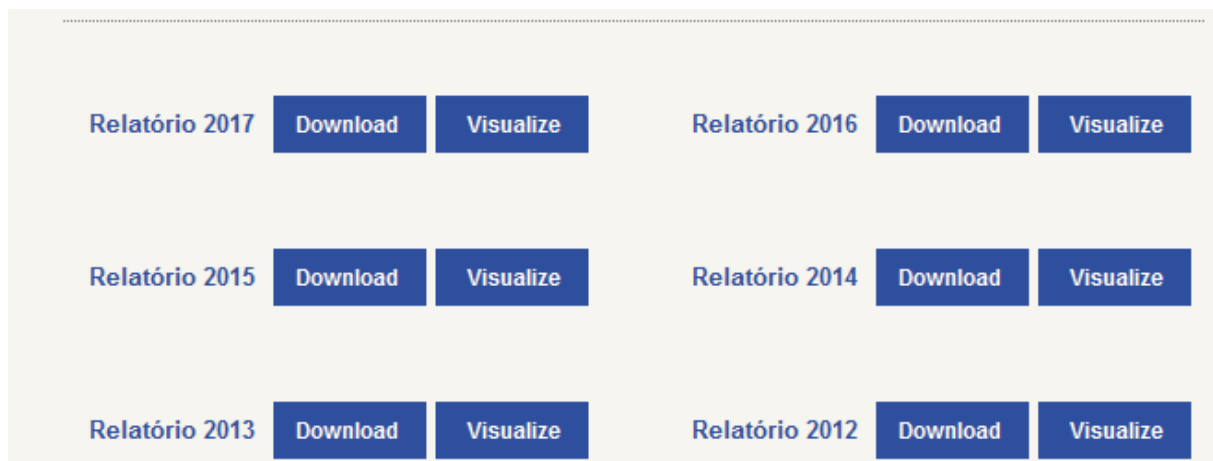 Relatório 2017 Download Visualize Relatório 2016 Download Visualize
Relatório 2015 Download Visualize Relatório 2014 Download Visualize
Relatório 2013 Download Visualize Relatório 2012 Download Visualize